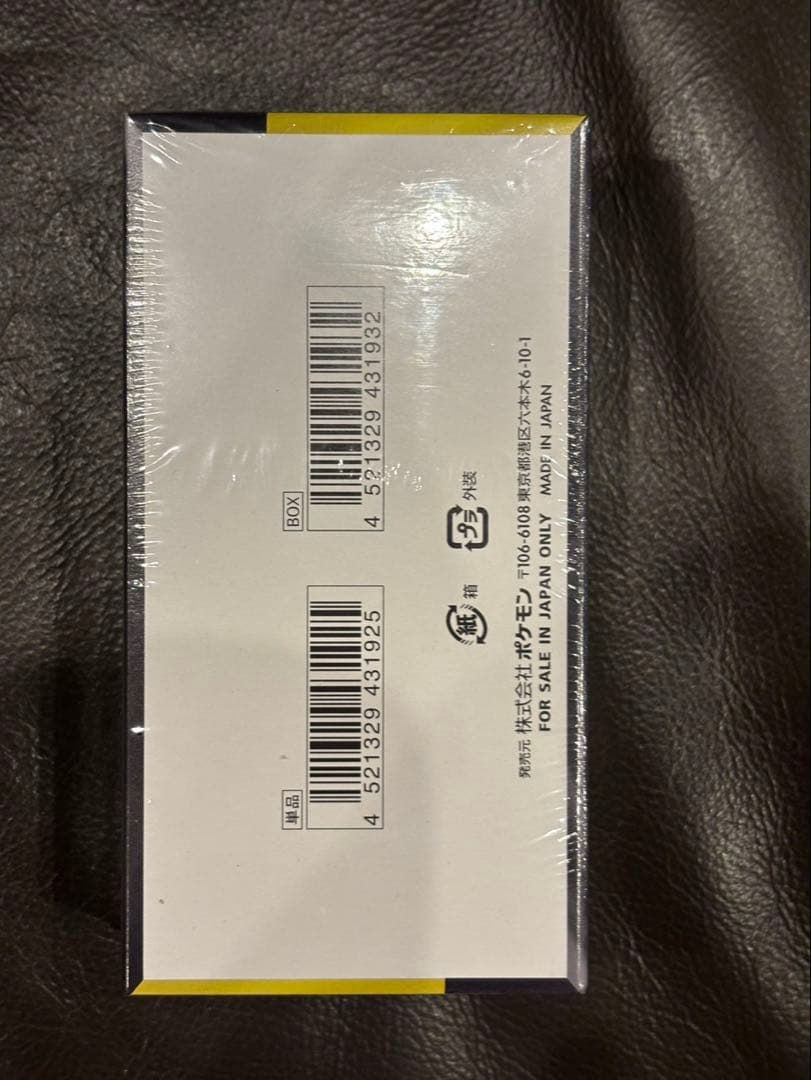 単品
4 521329 431925
BOX
4 521329 431932
紙 箱
プラ 外装
発売元 株式会社 ポケモン 〒106-6108 東京都港区六本木6-10-1
FOR SALE IN JAPAN ONLY MADE IN JAPAN